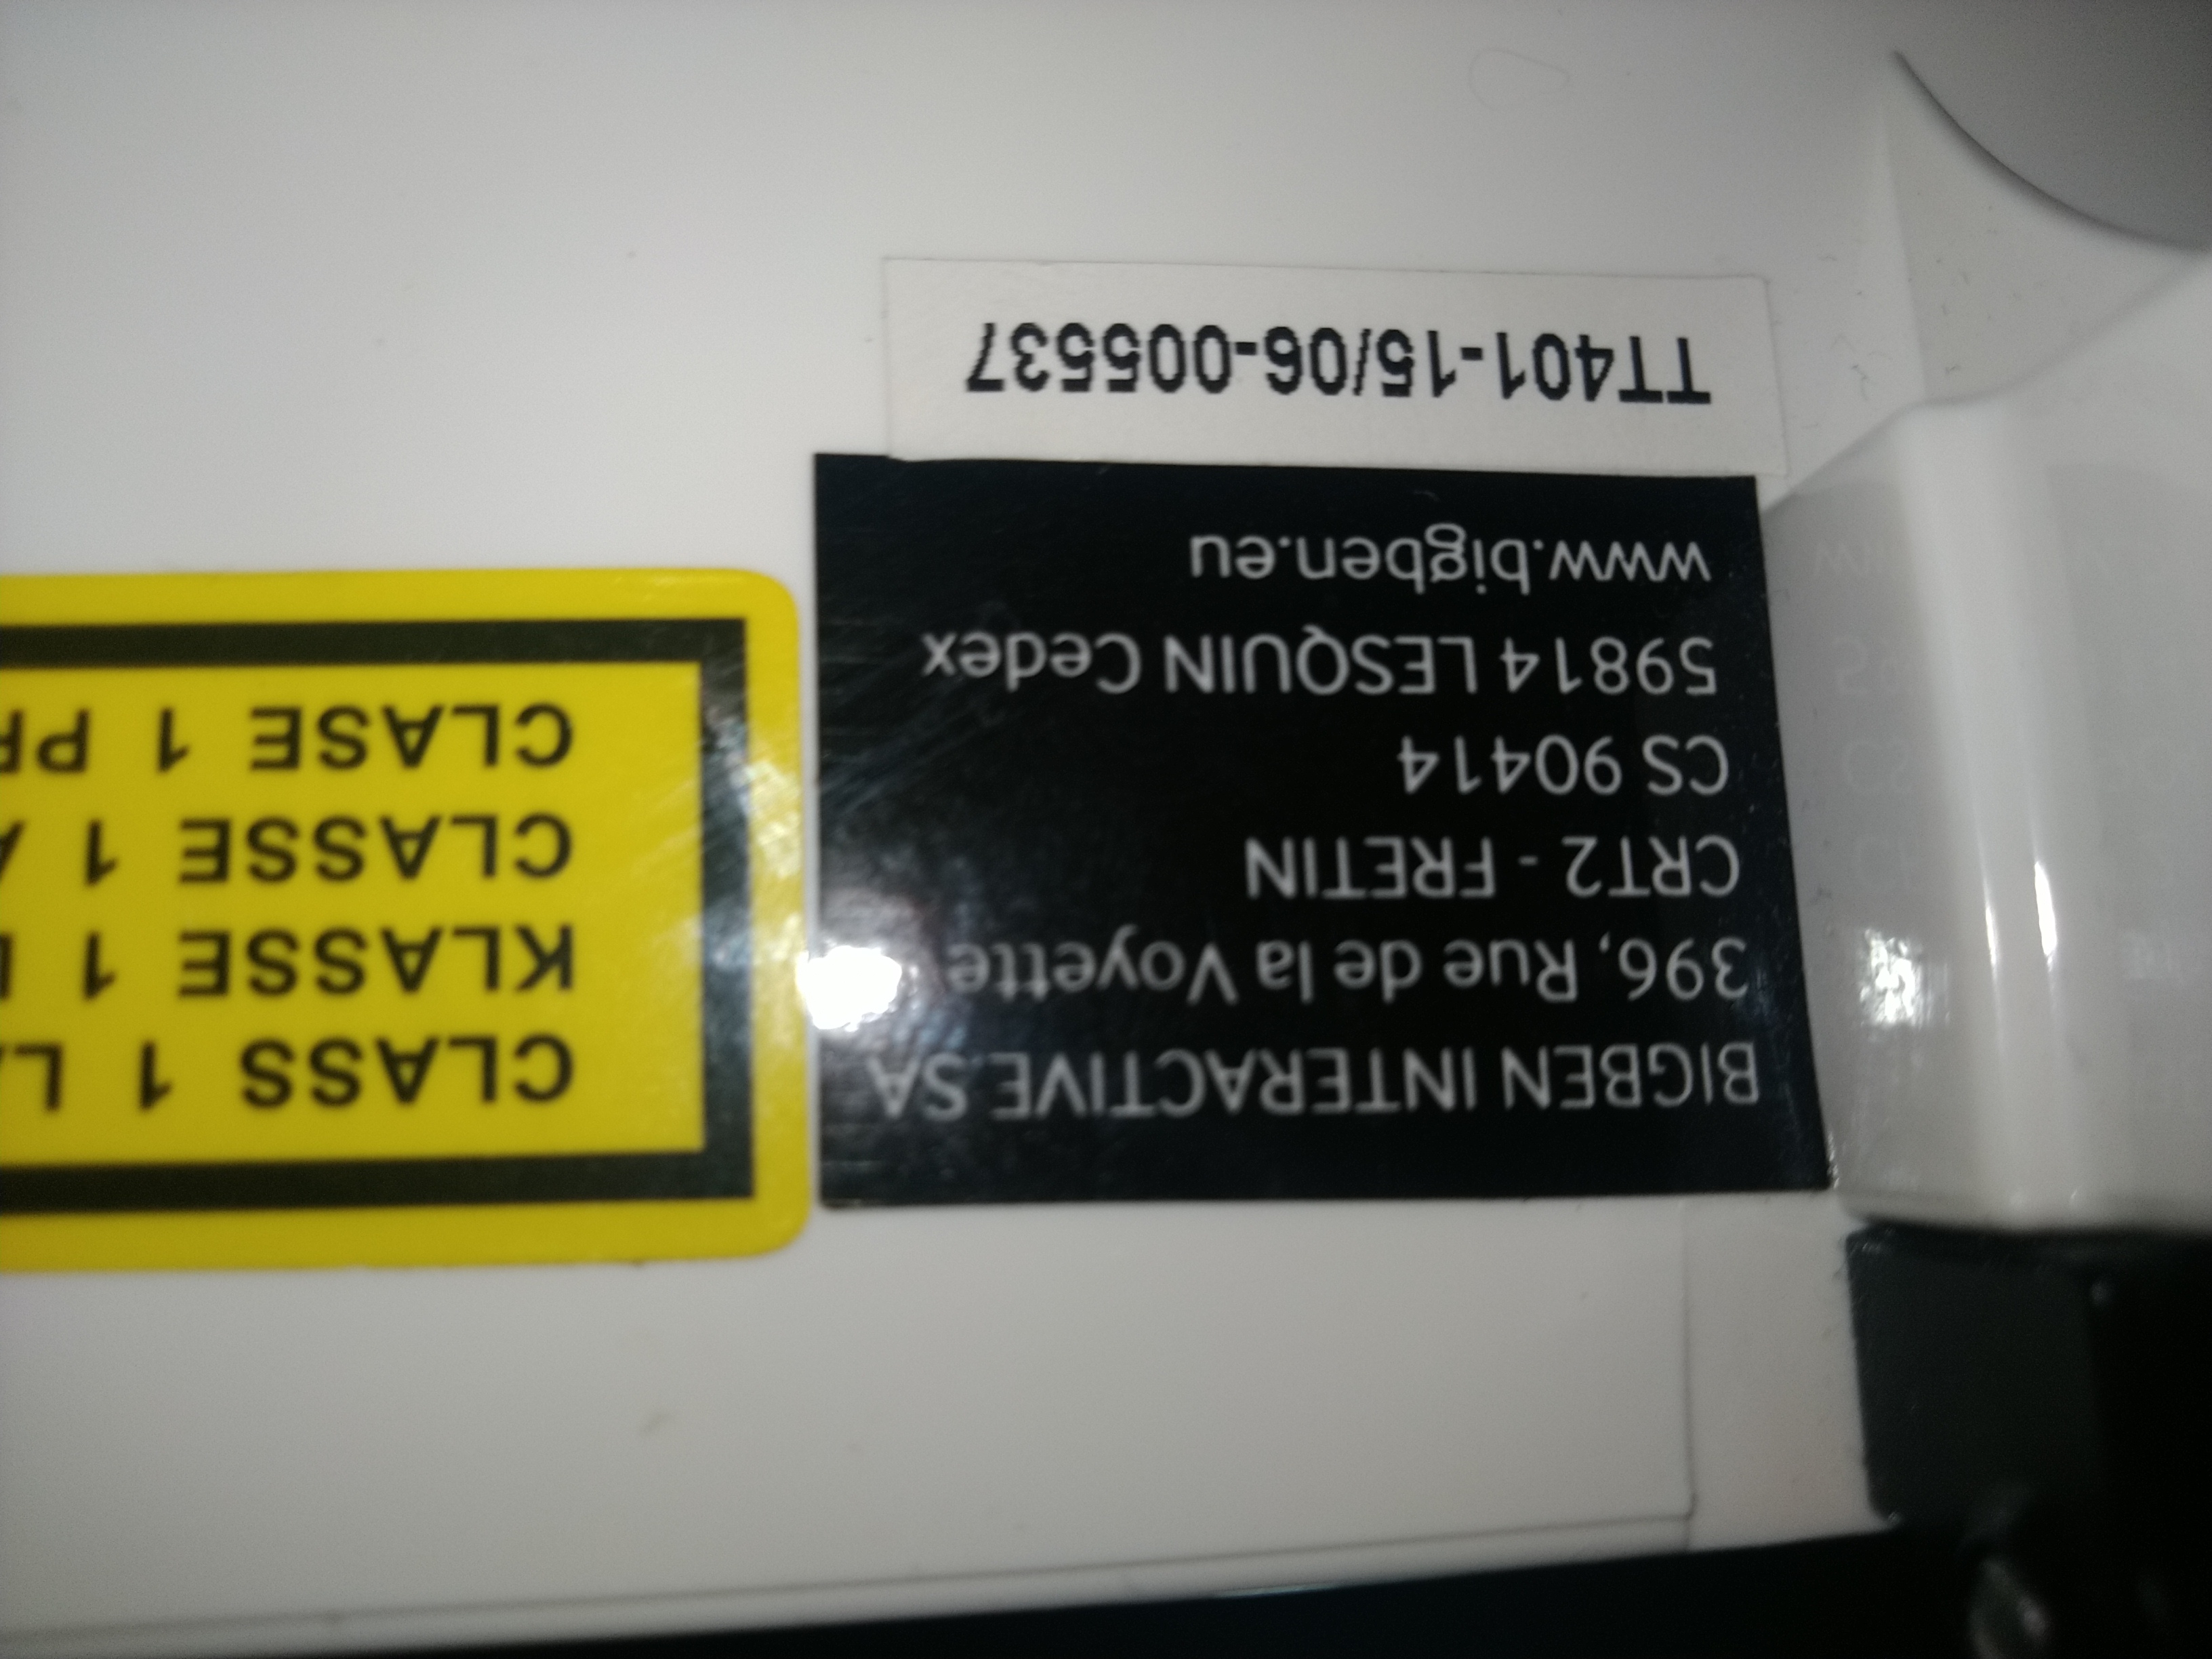 BIGBEN INTERACTIVE SA
396, Rue de la Voyette
CRT2 - FRETIN
CS 90414
59814 LESQUIN Cedex
www.bigben.eu
TT401-15/06-005537
CLASS 1
KLASSE 1
CLASSE 1
CLASE 1